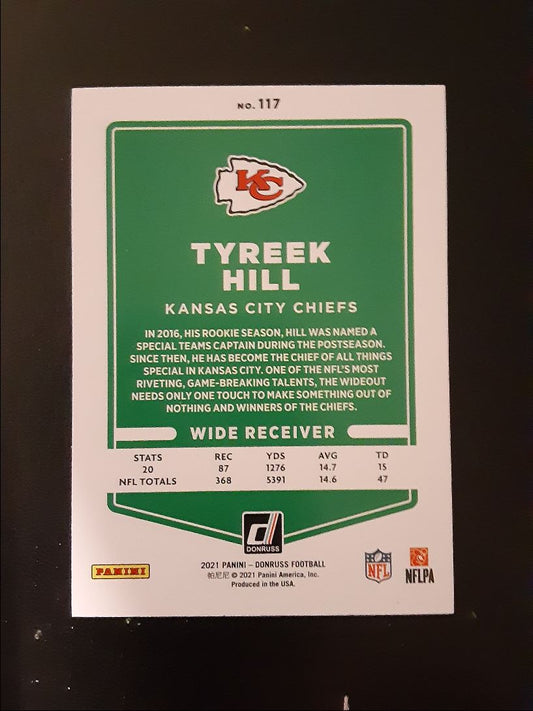 NO. 117
KC
TYREEK
HILL
KANSAS CITY CHIEFS
IN 2016, HIS ROOKIE SEASON, HILL WAS NAMED A
SPECIAL TEAMS CAPTAIN DURING THE POSTSEASON.
SINCE THEN, HE HAS BECOME THE CHIEF OF ALL THINGS
SPECIAL IN KANSAS CITY. ONE OF THE NFL'S MOST
RIVETING, GAME-BREAKING TALENTS, THE WIDEOUT
NEEDS ONLY ONE TOUCH TO MAKE SOMETHING OUT OF
NOTHING AND WINNERS OF THE CHIEFS.
WIDE RECEIVER
STATS REC YDS AVG TD
20 87 1276 14.7 15
NFL TOTALS 368 5391 14.6 47
d
DONRUSS
2021 PANINI – DONRUSS FOOTBALL
帕尼尼 © 2021 Panini America, Inc.
Produced in the USA.
PANINI
NFL
NFLPA